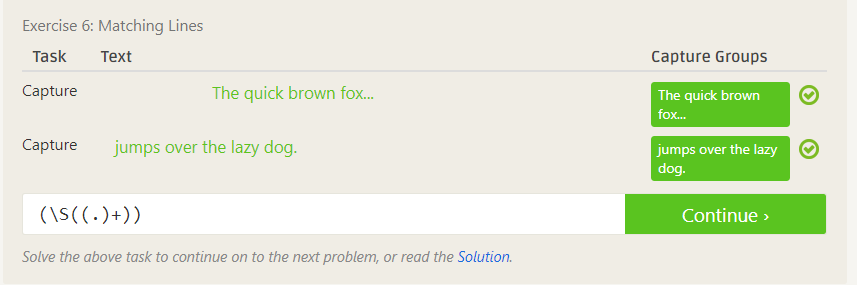 Exercise 6: Matching Lines
Task Text Capture Groups
Capture The quick brown fox... The quick brown
fox...
Capture jumps over the lazy dog. jumps over the lazy
dog.
(\S((.)+)) Continue ›
Solve the above task to continue on to the next problem, or read the Solution.